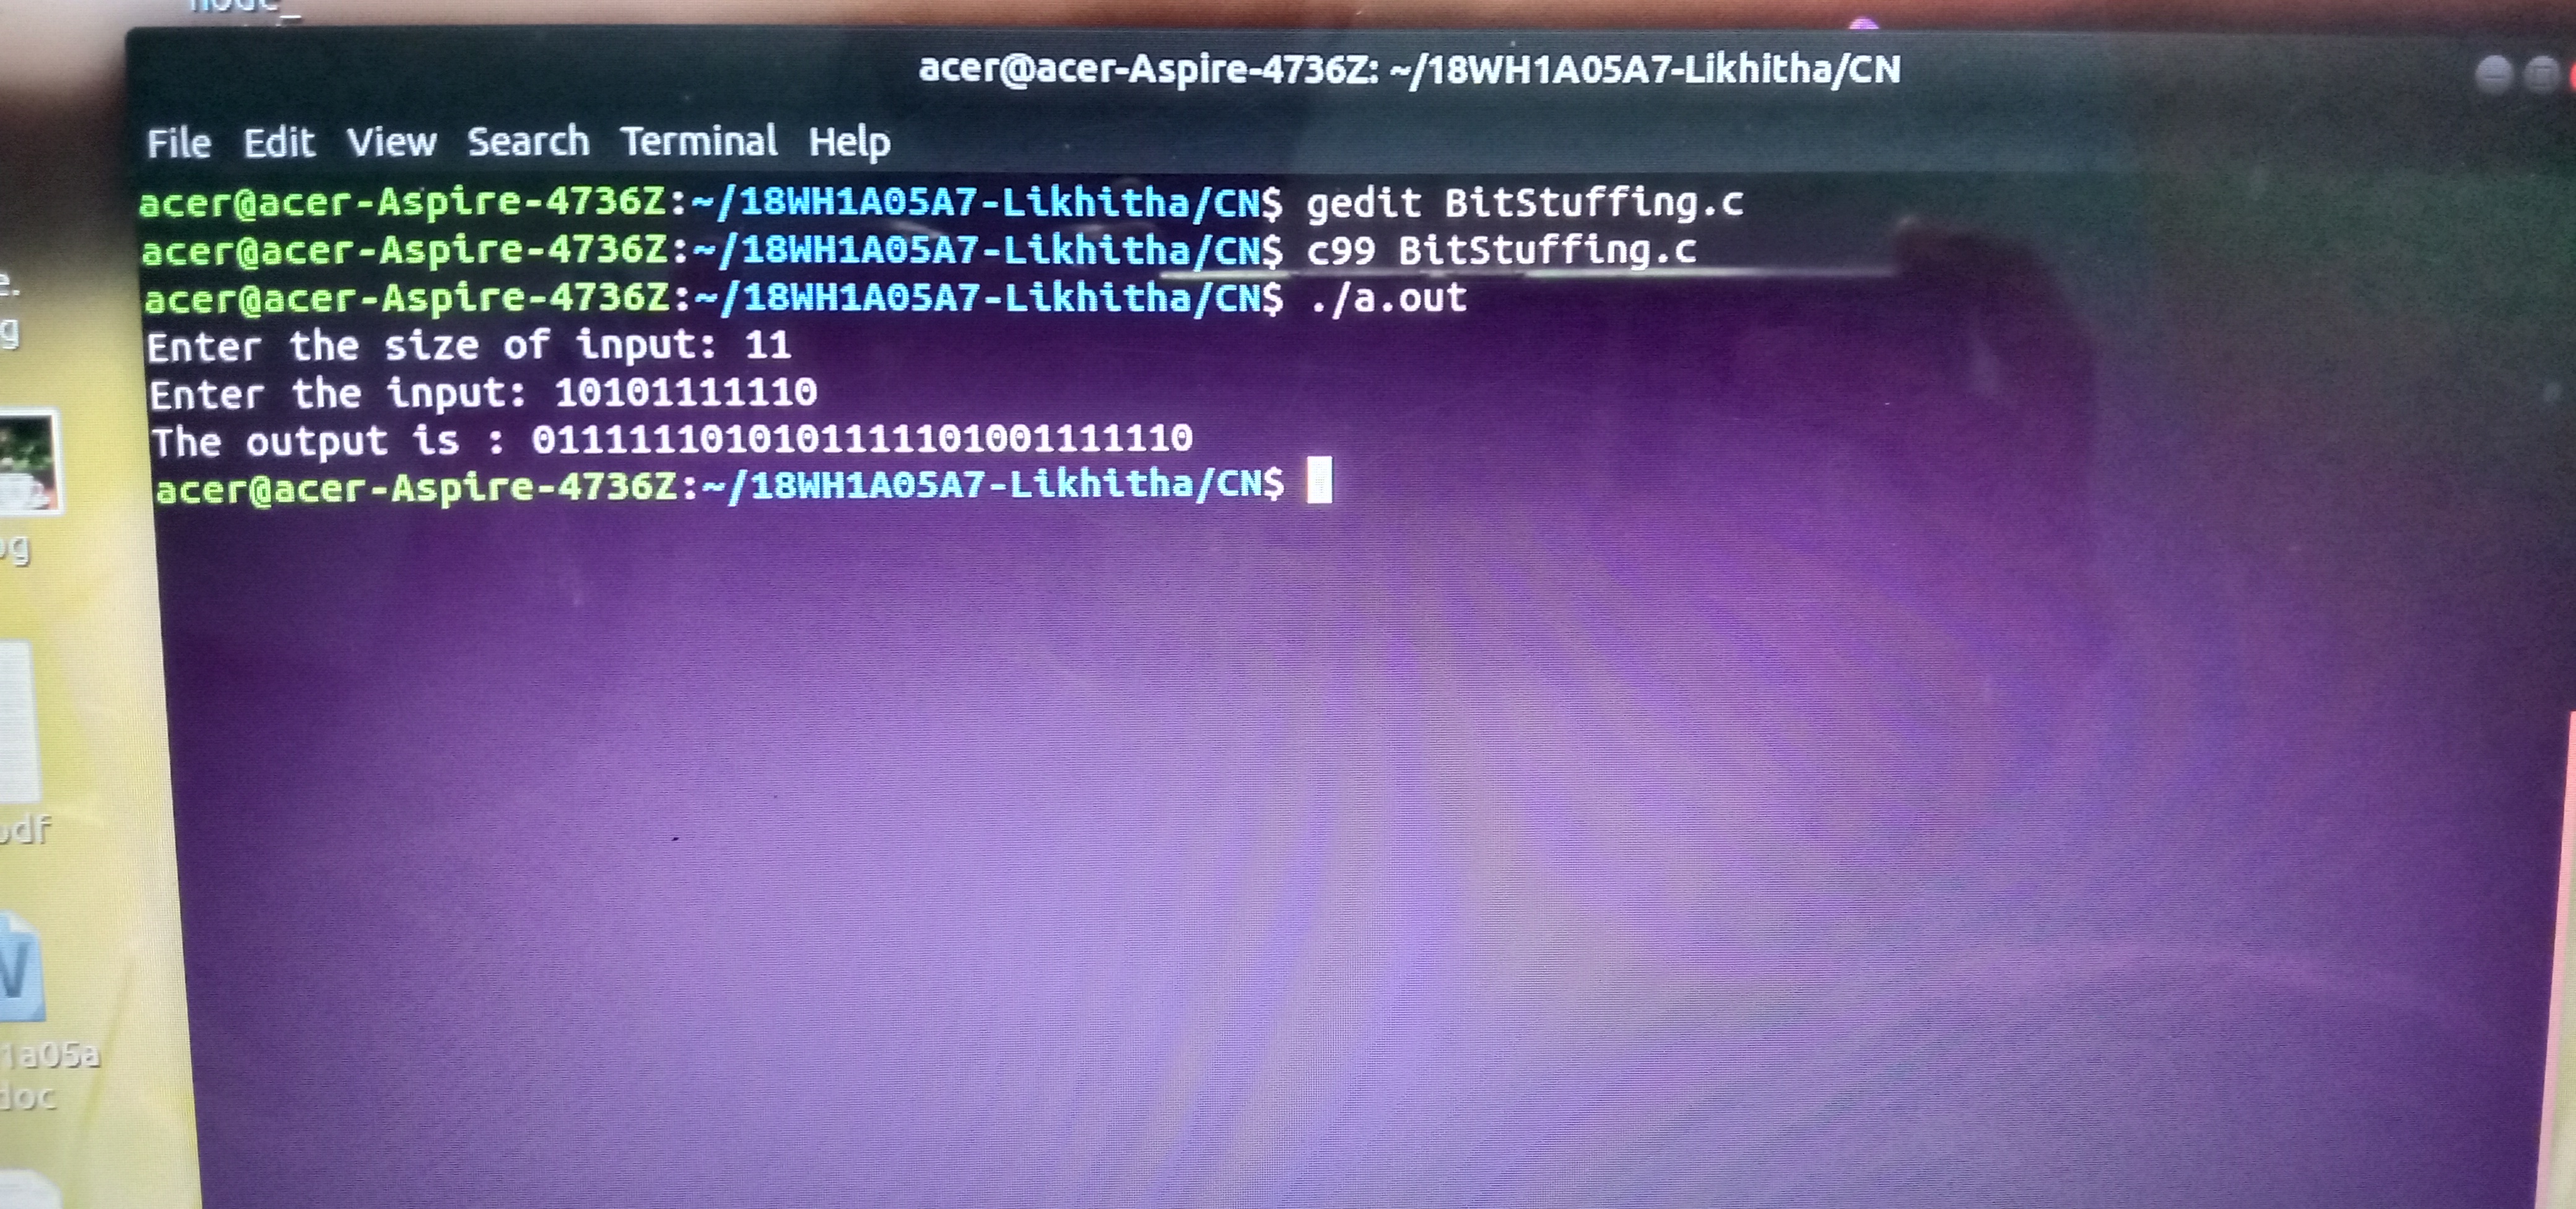 acer@acer-Aspire-4736Z: ~/18WH1A05A7-Likhitha/CN
File Edit View Search Terminal Help
acer@acer-Aspire-4736Z:~/18WH1A05A7-Likhitha/CN$ gedit BitStuffing.c
acer@acer-Aspire-4736Z:~/18WH1A05A7-Likhitha/CN$ c99 BitStuffing.c
acer@acer-Aspire-4736Z:~/18WH1A05A7-Likhitha/CN$ ./a.out
Enter the size of input: 11
Enter the input: 10101111110
The output is : 0111111010101111101001111110
acer@acer-Aspire-4736Z:~/18WH1A05A7-Likhitha/CN$
1a05a
doc